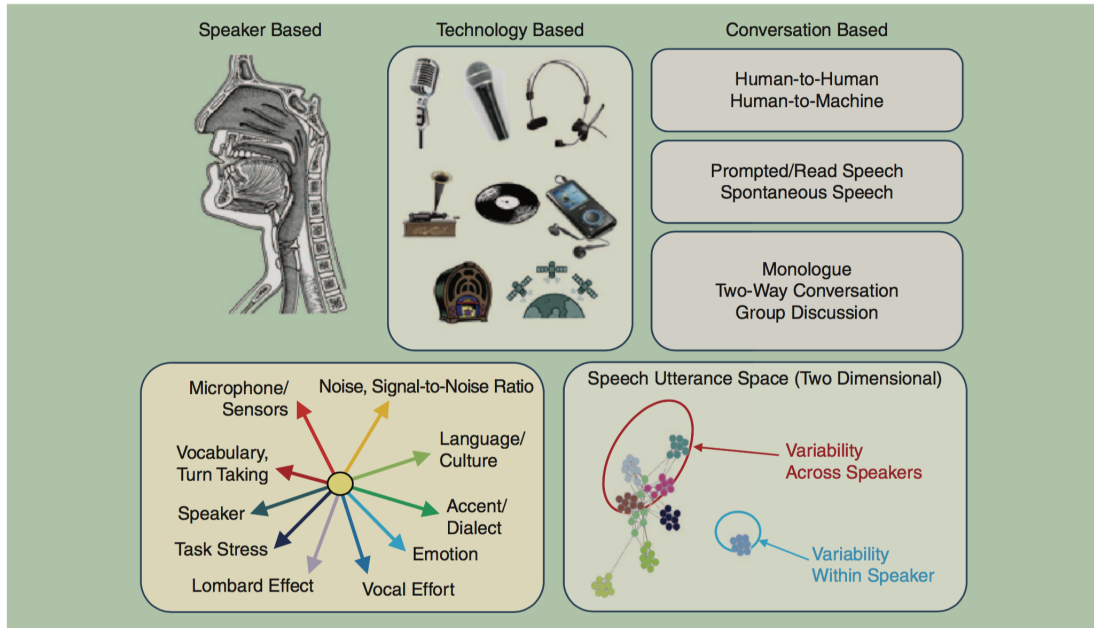 Speaker Based
Technology Based
Conversation Based
Human-to-Human
Human-to-Machine
Prompted/Read Speech
Spontaneous Speech
Monologue
Two-Way Conversation
Group Discussion
Microphone/
Sensors
Noise, Signal-to-Noise Ratio
Vocabulary,
Turn Taking
Language/
Culture
Speaker
Accent/
Dialect
Task Stress
Emotion
Lombard Effect
Vocal Effort
Speech Utterance Space (Two Dimensional)
Variability
Across Speakers
Variability
Within Speaker